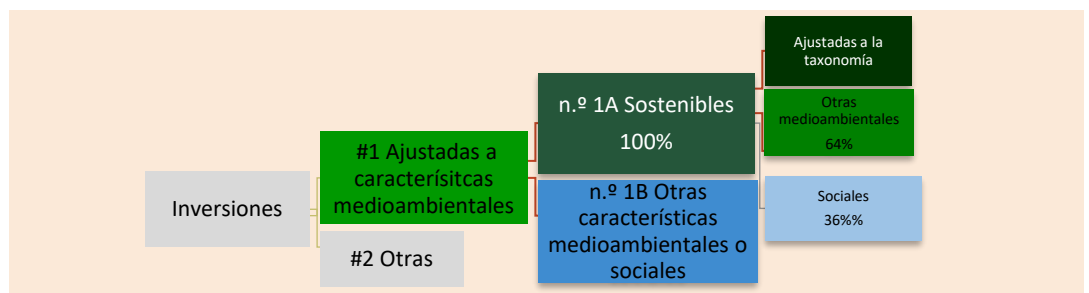 Inversiones
#1 Ajustadas a
caracterísitcas
medioambientales
#2 Otras
n.º 1A Sostenibles
100%
n.º 1B Otras
características
medioambientales o
sociales
Ajustadas a la
taxonomía
Otras
medioambientales
64%
Sociales
36%%